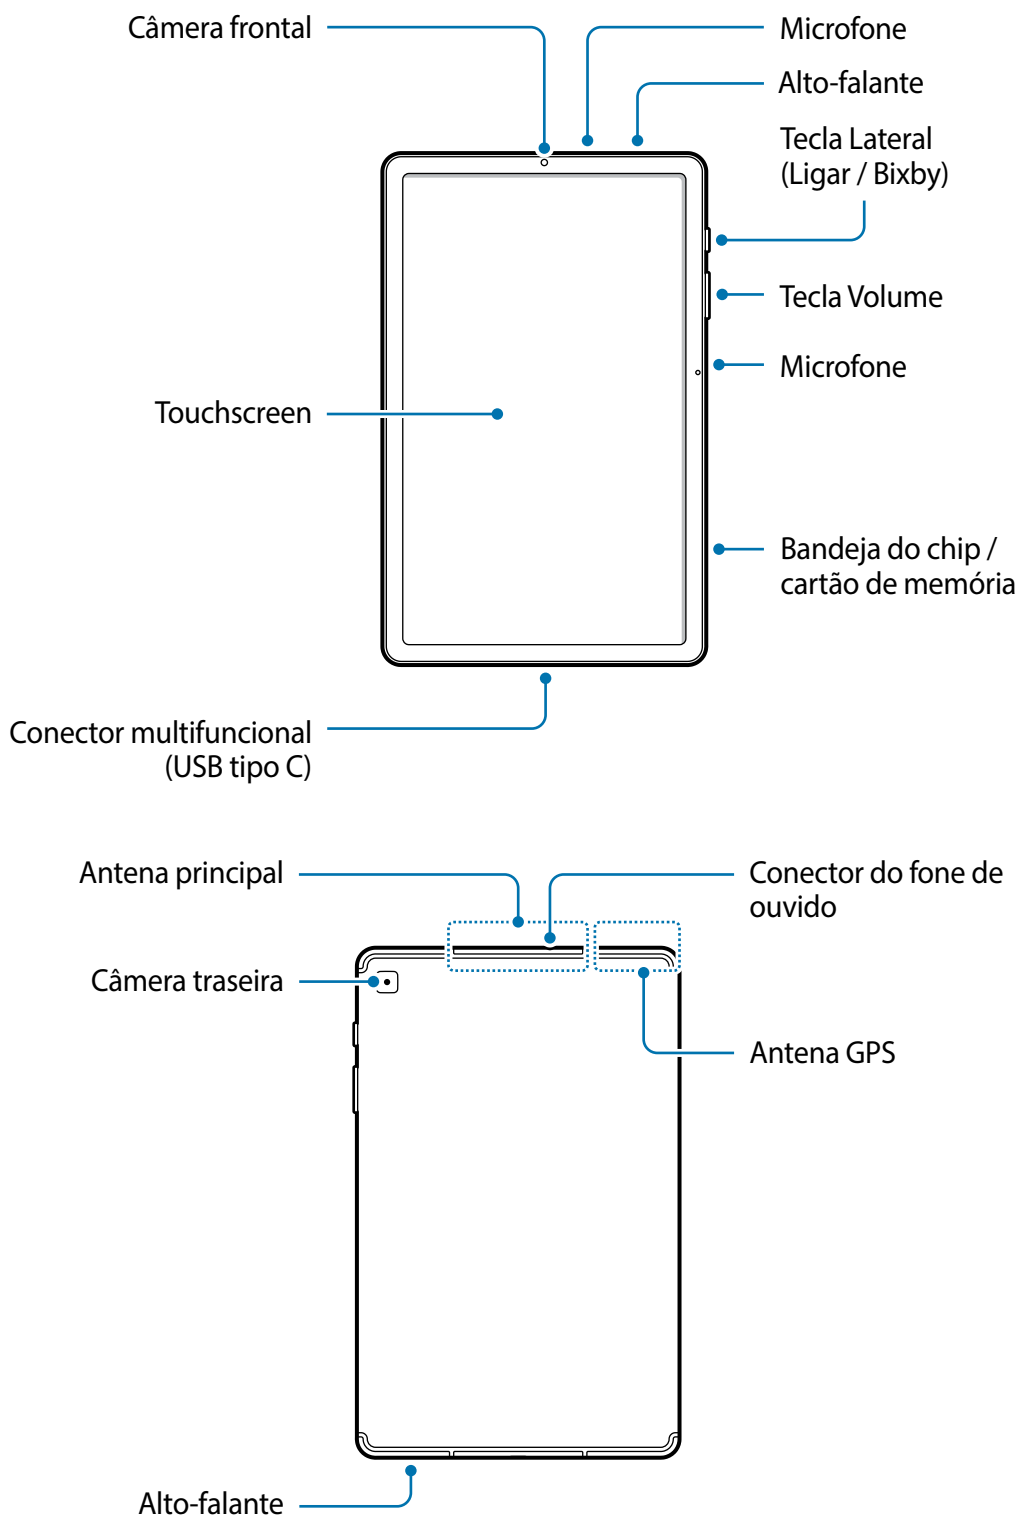 Câmera frontal
Microfone
Alto-falante
Tecla Lateral
(Ligar / Bixby)
Tecla Volume
Microfone
Touchscreen
Bandeja do chip /
cartão de memória
Conector multifuncional
(USB tipo C)
Antena principal
Conector do fone de
ouvido
Câmera traseira
Antena GPS
Alto-falante